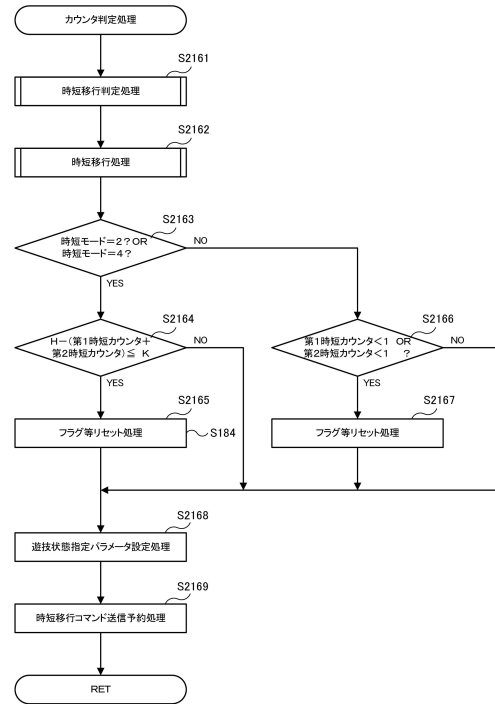 カウンタ判定処理
S2161
時短移行判定処理
S2162
時短移行処理
S2163
時短モード=2?OR
時短モード=4?
NO
YES
S2164
H-(第1時短カウンタ+
第2時短カウンタ)≦ K
NO
YES
S2166
第1時短カウンタ<1 OR
第2時短カウンタ<1 ?
NO
YES
S2165
フラグ等リセット処理
S184
S2167
フラグ等リセット処理
S2168
遊技状態指定パラメータ設定処理
S2169
時短移行コマンド送信予約処理
RET